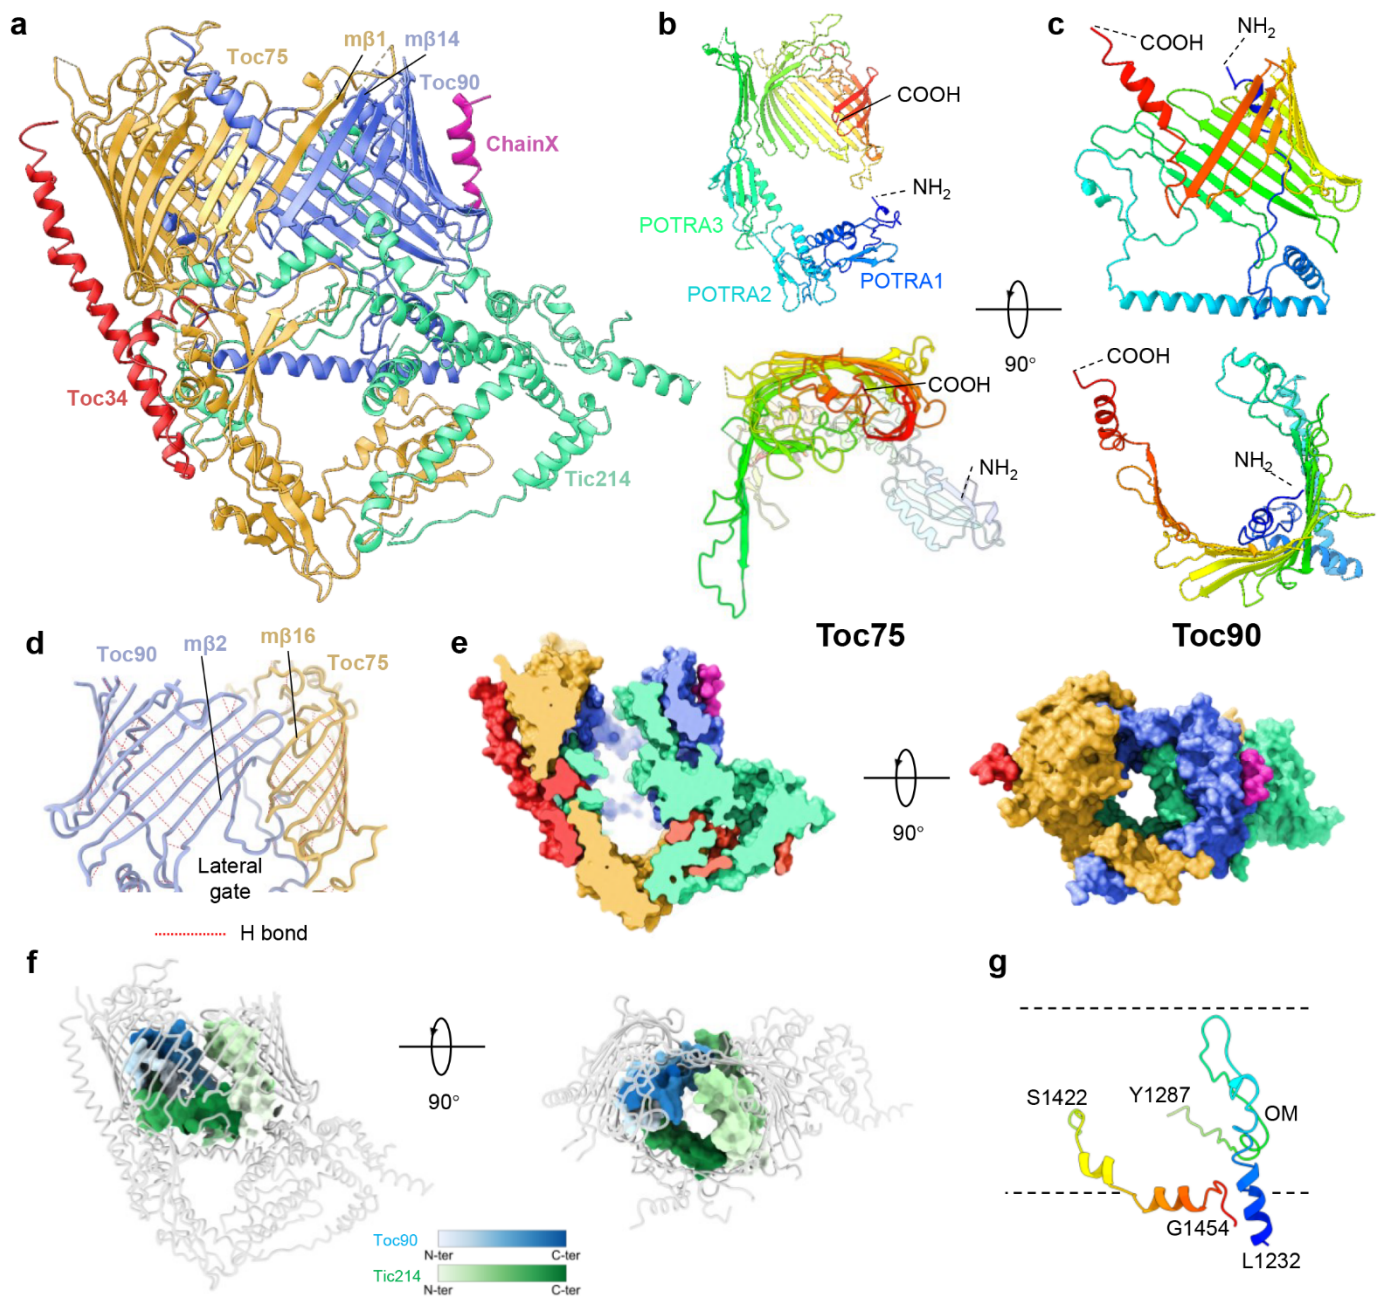 a
Toc75
mβ1
mβ14
Toc90
ChainX
Toc34
Tic214
b
COOH
NH2
POTRA3
POTRA2
POTRA1
COOH
NH2
90°
c
COOH
NH2
COOH
NH2
Toc75
Toc90
d
Toc90
mβ2
mβ16
Toc75
Lateral
gate
H bond
e
90°
f
90°
Toc90
N-ter
C-ter
Tic214
N-ter
C-ter
g
S1422
Y1287
OM
G1454
L1232